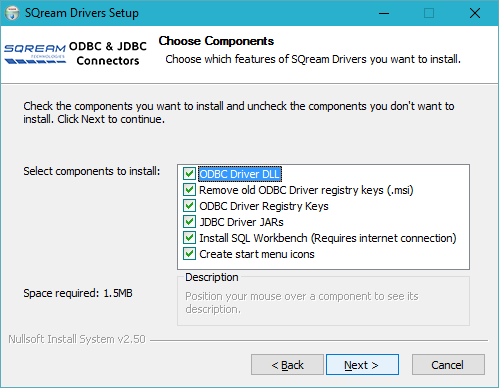 SQream Drivers Setup
SQREAM
TECHNOLOGIES
ODBC & JDBC
Connectors
Choose Components
Choose which features of SQream Drivers you want to install.
Check the components you want to install and uncheck the components you don't want to
install. Click Next to continue.
Select components to install:
ODBC Driver DLL
Remove old ODBC Driver registry keys (.msi)
ODBC Driver Registry Keys
JDBC Driver JARs
Install SQL Workbench (Requires internet connection)
Create start menu icons
Space required: 1.5MB
Description
Position your mouse over a component to see its
description.
Nullsoft Install System v2.50
< Back
Next >
Cancel